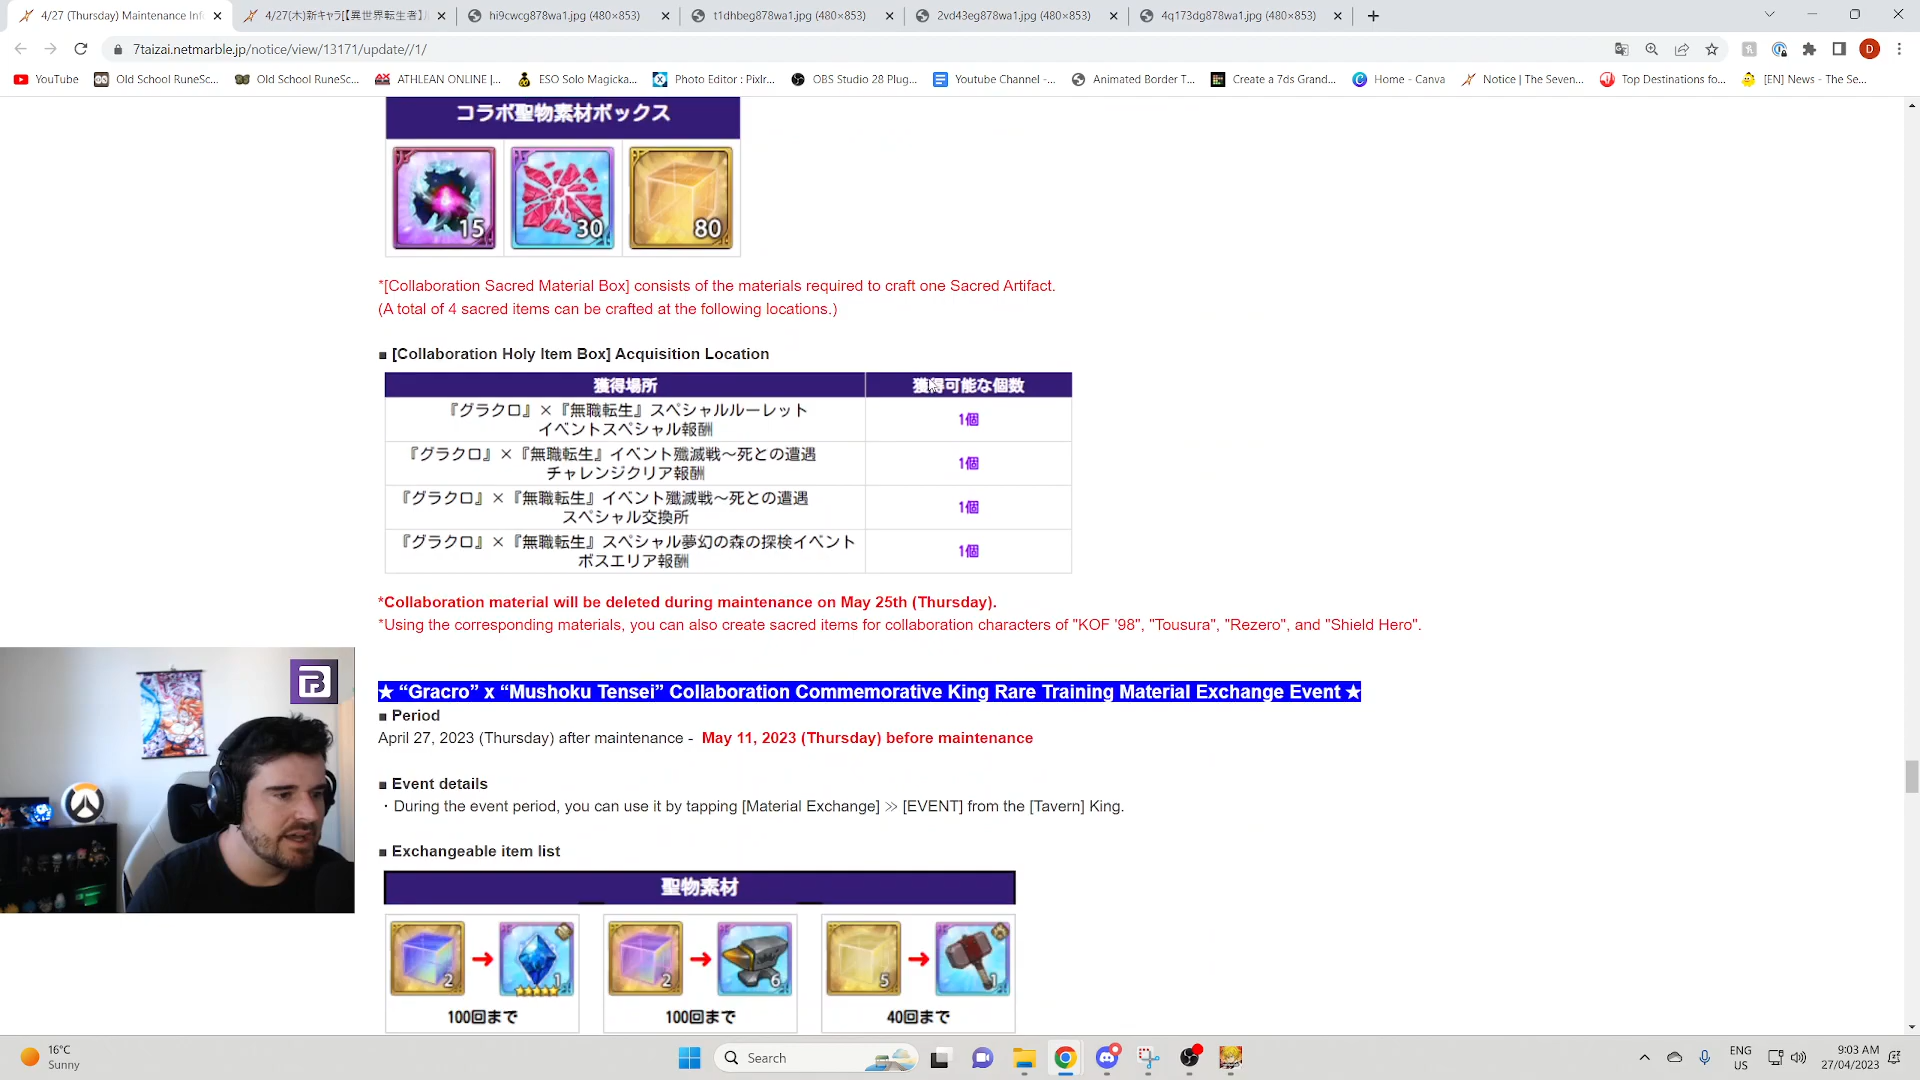 4/27 (Thursday) Maintenance Inf
4/27(木)新キャラ[【異世界転生者】ル
hi9cwcg878wa1.jpg (480×853)
t1dhbeg878wa1.jpg (480×853)
2vd43eg878wa1.jpg (480×853)
4q173dg878wa1.jpg (480×853)
7taizai.netmarble.jp/notice/view/13171/update//1/
D
YouTube
Old School RuneSc...
Old School RuneSc...
ATHLEAN ONLINE |...
ESO Solo Magicka...
Photo Editor : Pixlr...
OBS Studio 28 Plug...
Youtube Channel -...
Animated Border T...
Create a 7ds Grand...
Home - Canva
Notice | The Seven...
Top Destinations fo...
[EN] News - The Se...
コラボ聖物素材ボックス
15
30
80
*[Collaboration Sacred Material Box] consists of the materials required to craft one Sacred Artifact.
(A total of 4 sacred items can be crafted at the following locations.)
■ [Collaboration Holy Item Box] Acquisition Location
獲得場所
獲得可能な個数
『グラクロ』×『無職転生』スペシャルルーレット
イベントスペシャル報酬
1個
『グラクロ』×『無職転生』イベント殲滅戦～死との遭遇
チャレンジクリア報酬
1個
『グラクロ』×『無職転生』イベント殲滅戦～死との遭遇
スペシャル交換所
1個
『グラクロ』×『無職転生』スペシャル夢幻の森の探検イベント
ボスエリア報酬
1個
*Collaboration material will be deleted during maintenance on May 25th (Thursday).
*Using the corresponding materials, you can also create sacred items for collaboration characters of "KOF '98", "Tousura", "Rezero", and "Shield Hero".
★ “Gracro” x “Mushoku Tensei” Collaboration Commemorative King Rare Training Material Exchange Event ★
■ Period
April 27, 2023 (Thursday) after maintenance - May 11, 2023 (Thursday) before maintenance
■ Event details
・During the event period, you can use it by tapping [Material Exchange] ≫ [EVENT] from the [Tavern] King.
■ Exchangeable item list
聖物素材
2
1
2
6
5
1
100回まで
100回まで
40回まで
16°C
Sunny
Search
ENG
US
9:03 AM
27/04/2023